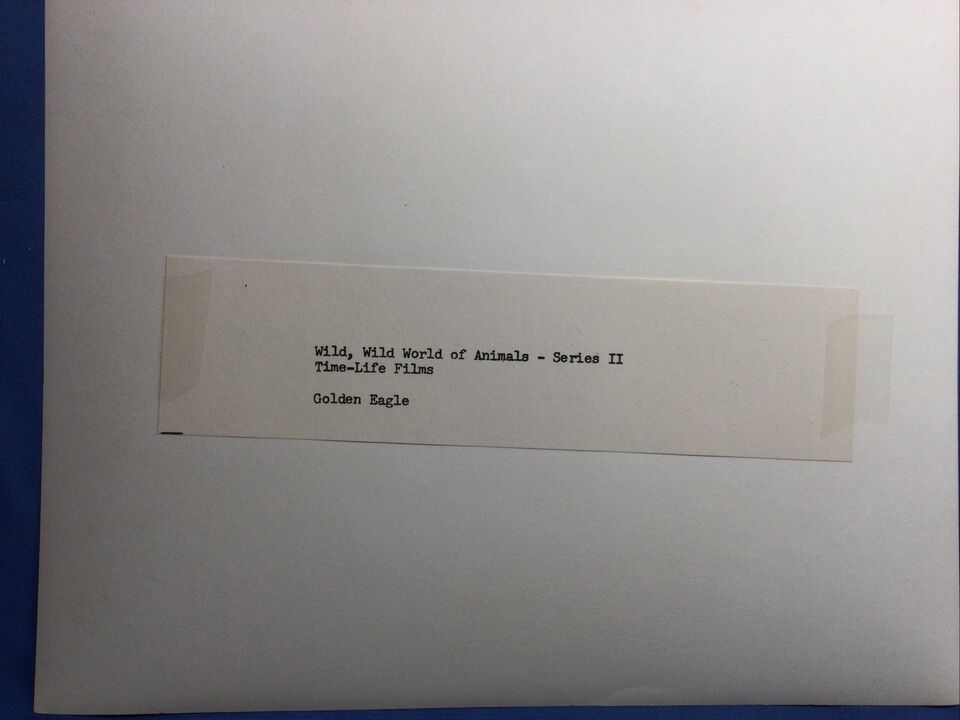 Wild, Wild World of Animals - Series II
Time-Life Films
Golden Eagle